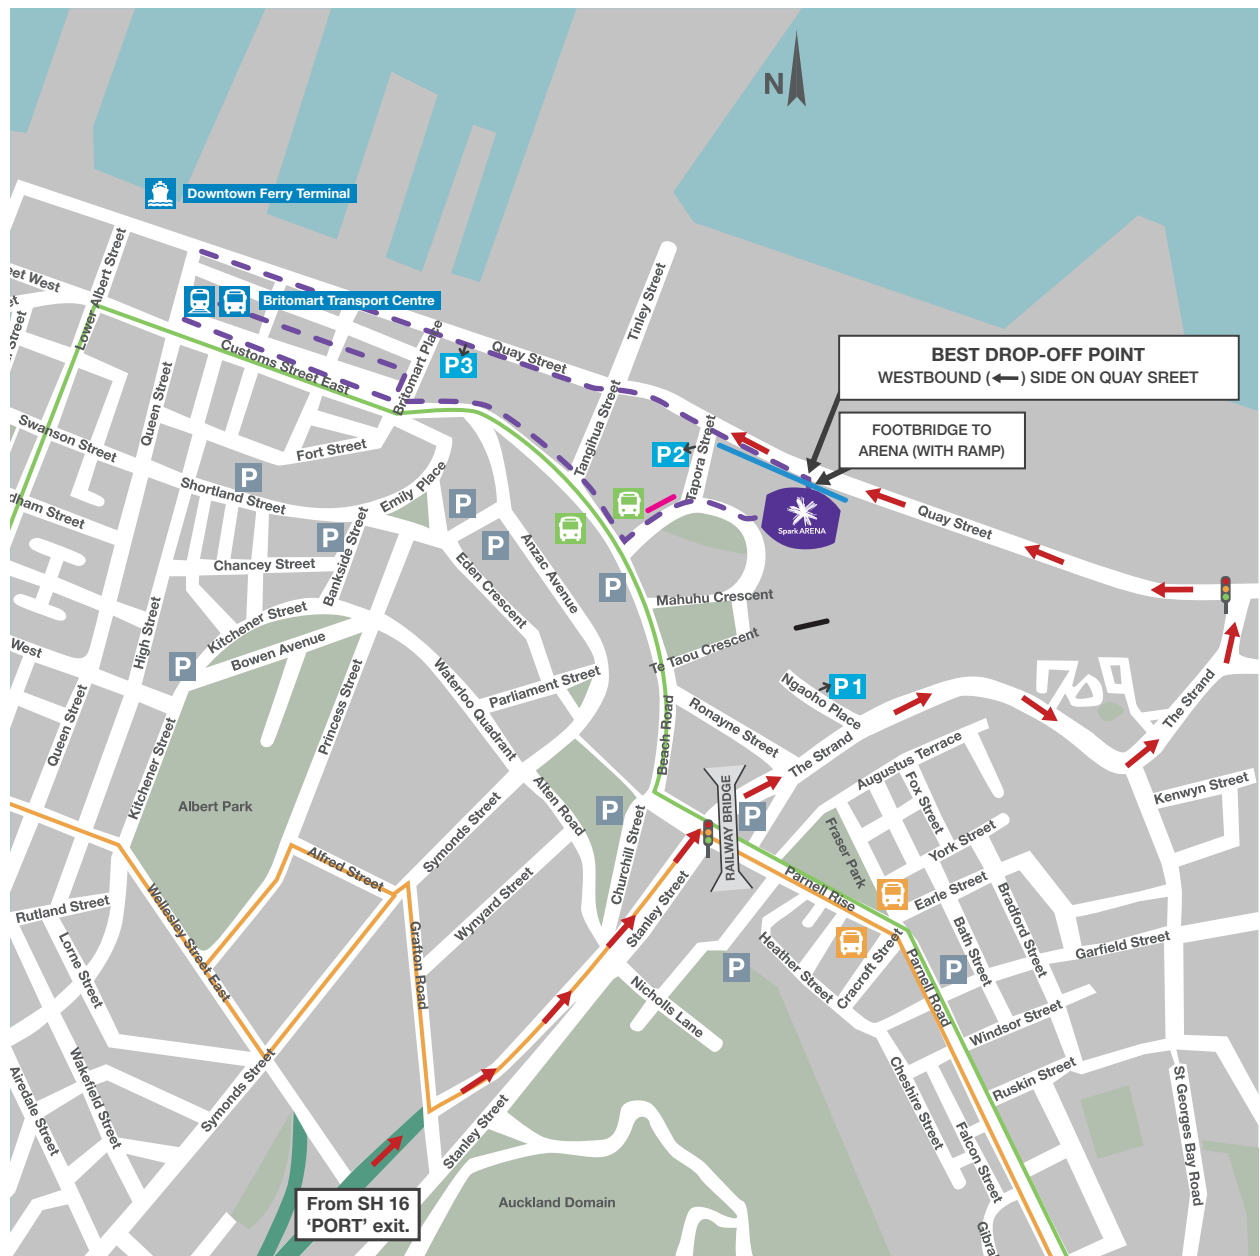 N
Downtown Ferry Terminal
Britomart Transport Centre
BEST DROP-OFF POINT
WESTBOUND ( ) SIDE ON QUAY SREET
FOOTBRIDGE TO
ARENA (WITH RAMP)
eet West
Lower Albert Street
Customs Street East
Britomart Place
P3
Quay Street
Tinley Street
Tangihua Street
P2
Tapora Street
Spark ARENA
Quay Street
Street
Queen Street
Swanson Street
Fort Street
P
Shortland Street
Emily Place
P
P
P
dham Street
Chancey Street
Bankside Street
Eden Crescent
Anzac Avenue
P
Mahuhu Crescent
Te Taou Crescent
Kitchener Street
Bowen Avenue
High Street
P
West
Queen Street
Kitchener Street
Princess Street
Waterloo Quadrant
Parliament Street
Beach Road
Ronayne Street
Ngaoho Place
P1
The Strand
The Strand
Augustus Terrace
Kenwyn Street
Albert Park
Alten Road
P
Churchill Street
RAILWAY BRIDGE
P
Fraser Park
Fox Street
York Street
Earle Street
Parnell Rise
Symonds Street
Alfred Street
Wynyard Street
Stanley Street
Wellesley Street East
Grafton Road
Rutland Street
Lorne Street
Heather Street
Cracroft Street
P
Parnell Road
P
Bath Street
Bradford Street
Garfield Street
Nicholls Lane
Windsor Street
Ruskin Street
Cheshire Street
Falcon Street
St Georges Bay Road
Gibral
Airedale Street
Wakefield Street
Symonds Street
Stanley Street
From SH 16
‘PORT’ exit.
Auckland Domain